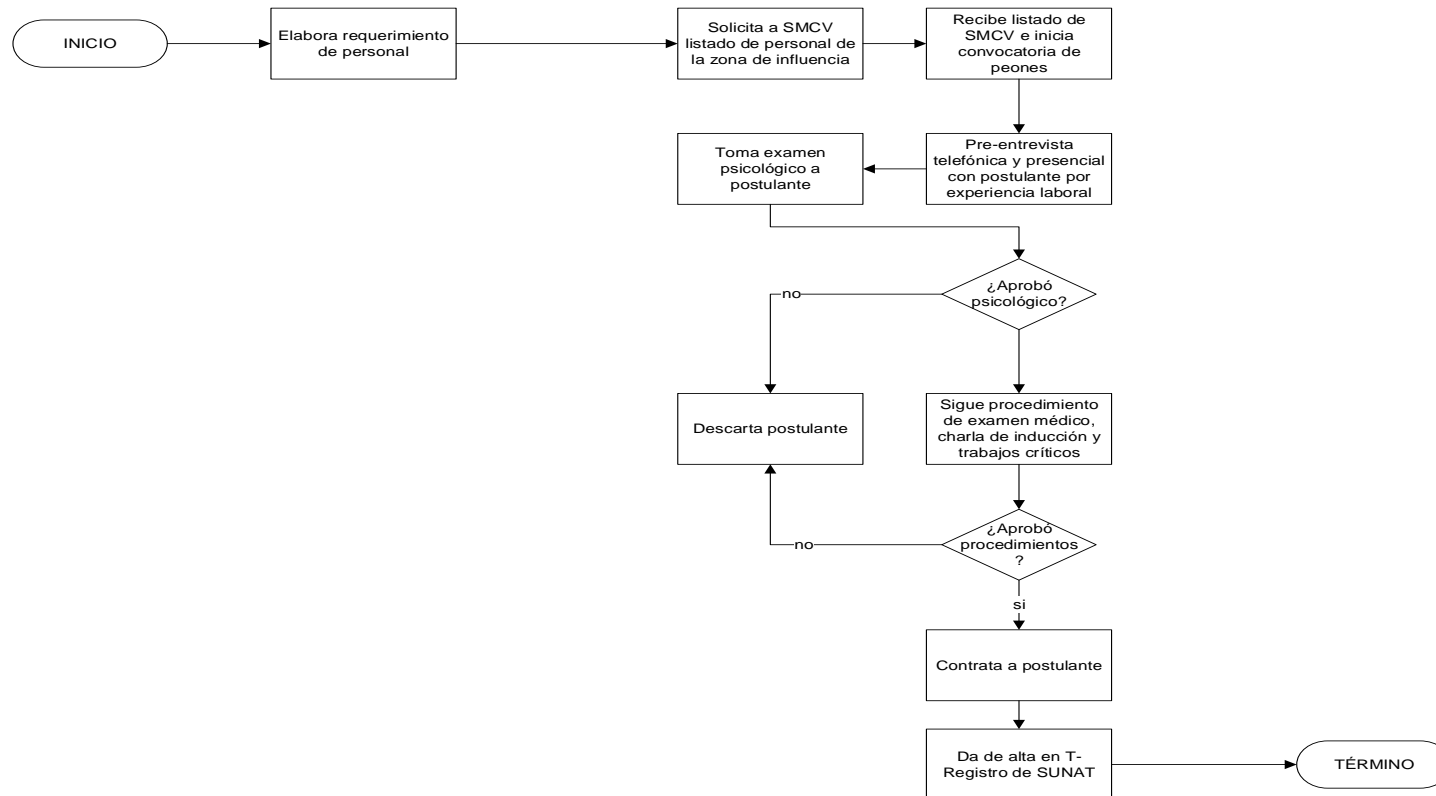 INICIO
Elabora requerimiento
de personal
Solicita a SMCV
listado de personal de
la zona de influencia
Recibe listado de
SMCV e inicia
convocatoria de
peones
Pre-entrevista
telefónica y presencial
con postulante por
experiencia laboral
Toma examen
psicológico a
postulante
¿Aprobó
psicológico?
no
Descarta postulante
Sigue procedimiento
de examen médico,
charla de inducción y
trabajos críticos
¿Aprobó
procedimientos
?
no
si
Contrata a postulante
Da de alta en T-
Registro de SUNAT
TÉRMINO